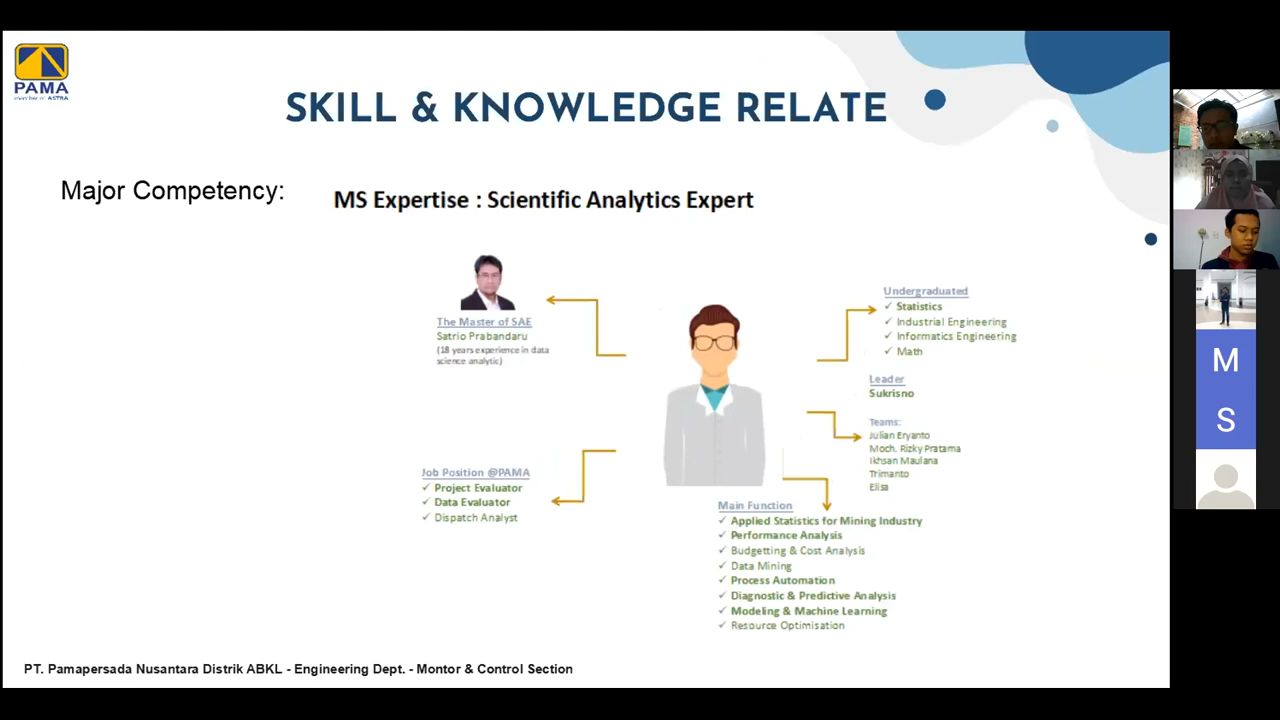 PAMA
member of ASTRA
SKILL & KNOWLEDGE RELATE
Major Competency:
MS Expertise : Scientific Analytics Expert
The Master of SAE
Satrio Prabandaru
(18 years experience in data
science analytic)
Undergraduated
✓ Statistics
✓ Industrial Engineering
✓ Informatics Engineering
✓ Math
Leader
Sukrisno
Teams:
Julian Eryanto
Moch. Rizky Pratama
Ikhsan Maulana
Trimanto
Elisa
Job Position @PAMA
✓ Project Evaluator
✓ Data Evaluator
✓ Dispatch Analyst
Main Function
✓ Applied Statistics for Mining Industry
✓ Performance Analysis
✓ Budgetting & Cost Analysis
✓ Data Mining
✓ Process Automation
✓ Diagnostic & Predictive Analysis
✓ Modeling & Machine Learning
✓ Resource Optimisation
PT. Pamapersada Nusantara Distrik ABKL - Engineering Dept. - Montor & Control Section
M
S